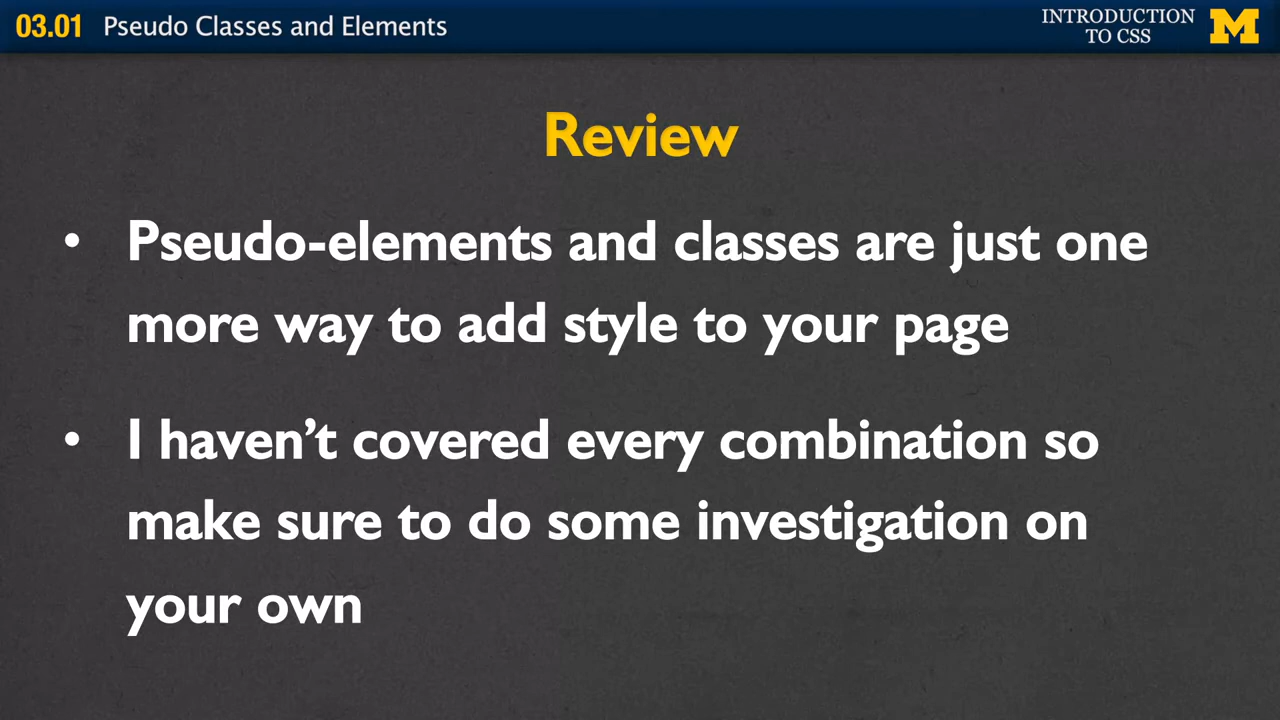 03.01 Pseudo Classes and Elements
INTRODUCTION
TO CSS
M
Review
• Pseudo-elements and classes are just one
more way to add style to your page
• I haven’t covered every combination so
make sure to do some investigation on
your own